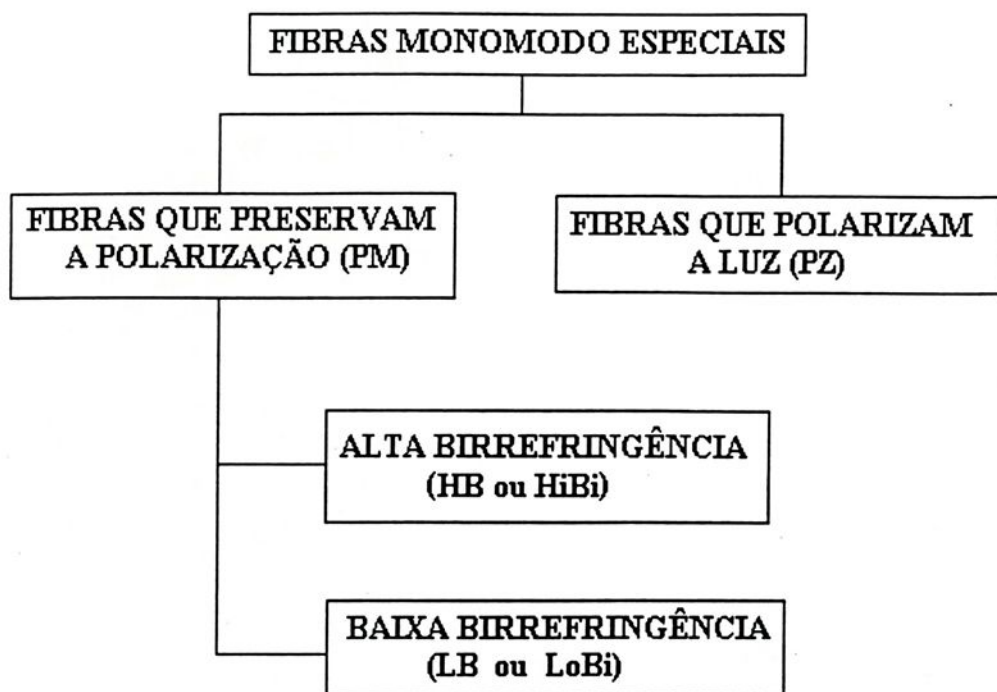 FIBRAS MONOMODO ESPECIAIS
FIBRAS QUE PRESERVAM
A POLARIZAÇÃO (PM)
FIBRAS QUE POLARIZAM
A LUZ (PZ)
ALTA BIRREFRINGÊNCIA
(HB ou HiBi)
BAIXA BIRREFRINGÊNCIA
(LB ou LoBi)